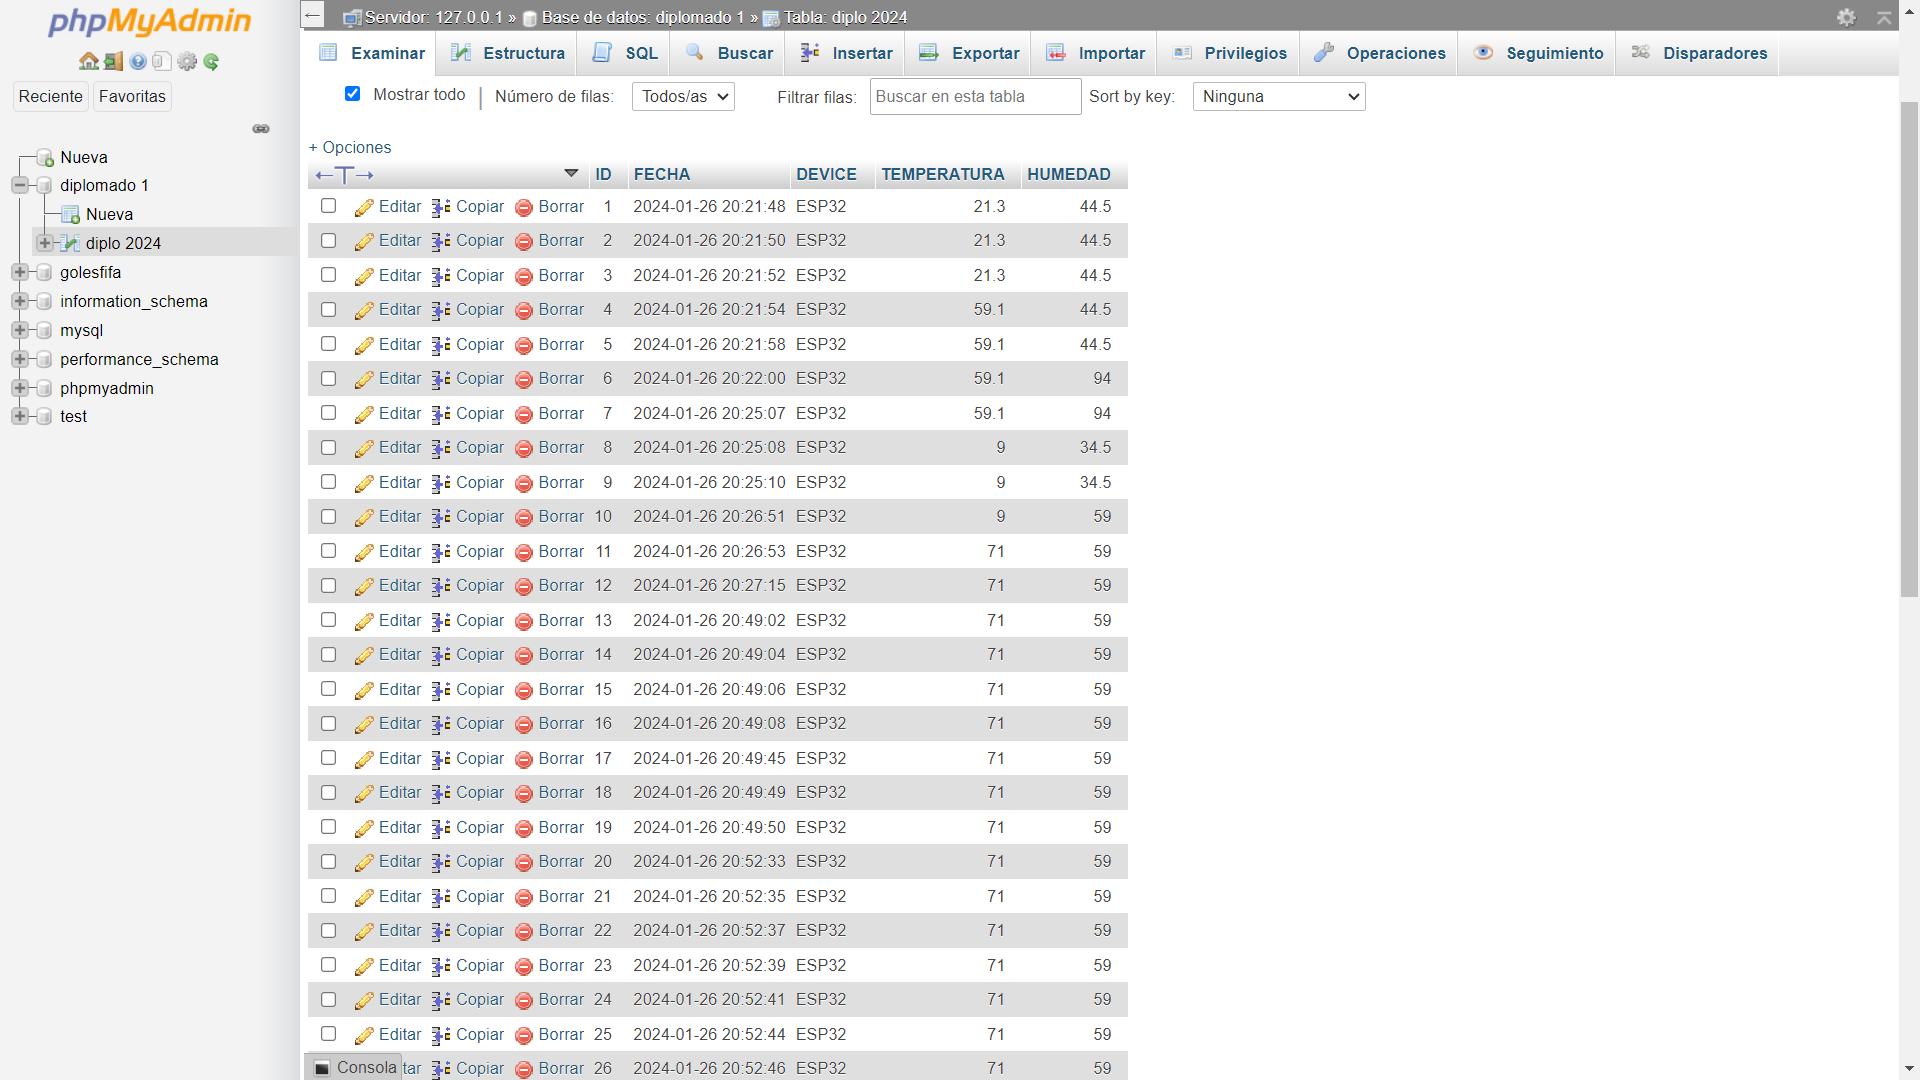 phpMyAdmin
Reciente Favoritas
Nueva
diplomado 1
Nueva
diplo 2024
golesfifa
information_schema
mysql
performance_schema
phpmyadmin
test
Servidor: 127.0.0.1 » Base de datos: diplomado 1 » Tabla: diplo 2024
Examinar Estructura SQL Buscar Insertar Exportar Importar Privilegios Operaciones Seguimiento Disparadores
Mostrar todo | Número de filas: Todos/as Filtrar filas: Buscar en esta tabla Sort by key: Ninguna
+ Opciones
←T→ ID FECHA DEVICE TEMPERATURA HUMEDAD
Editar Copiar Borrar 1 2024-01-26 20:21:48 ESP32 21.3 44.5
Editar Copiar Borrar 2 2024-01-26 20:21:50 ESP32 21.3 44.5
Editar Copiar Borrar 3 2024-01-26 20:21:52 ESP32 21.3 44.5
Editar Copiar Borrar 4 2024-01-26 20:21:54 ESP32 59.1 44.5
Editar Copiar Borrar 5 2024-01-26 20:21:58 ESP32 59.1 44.5
Editar Copiar Borrar 6 2024-01-26 20:22:00 ESP32 59.1 94
Editar Copiar Borrar 7 2024-01-26 20:25:07 ESP32 59.1 94
Editar Copiar Borrar 8 2024-01-26 20:25:08 ESP32 9 34.5
Editar Copiar Borrar 9 2024-01-26 20:25:10 ESP32 9 34.5
Editar Copiar Borrar 10 2024-01-26 20:26:51 ESP32 9 59
Editar Copiar Borrar 11 2024-01-26 20:26:53 ESP32 71 59
Editar Copiar Borrar 12 2024-01-26 20:27:15 ESP32 71 59
Editar Copiar Borrar 13 2024-01-26 20:49:02 ESP32 71 59
Editar Copiar Borrar 14 2024-01-26 20:49:04 ESP32 71 59
Editar Copiar Borrar 15 2024-01-26 20:49:06 ESP32 71 59
Editar Copiar Borrar 16 2024-01-26 20:49:08 ESP32 71 59
Editar Copiar Borrar 17 2024-01-26 20:49:45 ESP32 71 59
Editar Copiar Borrar 18 2024-01-26 20:49:49 ESP32 71 59
Editar Copiar Borrar 19 2024-01-26 20:49:50 ESP32 71 59
Editar Copiar Borrar 20 2024-01-26 20:52:33 ESP32 71 59
Editar Copiar Borrar 21 2024-01-26 20:52:35 ESP32 71 59
Editar Copiar Borrar 22 2024-01-26 20:52:37 ESP32 71 59
Editar Copiar Borrar 23 2024-01-26 20:52:39 ESP32 71 59
Editar Copiar Borrar 24 2024-01-26 20:52:41 ESP32 71 59
Editar Copiar Borrar 25 2024-01-26 20:52:44 ESP32 71 59
Consola tar Copiar Borrar 26 2024-01-26 20:52:46 ESP32 71 59